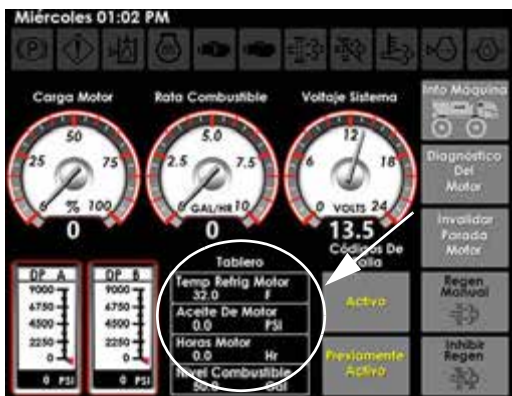 Miércoles 01:02 PM
(P)
Carga Motor
50
25 75
0 % 100
0
Rata Combustible
5.0
2.5 7.5
0 GAL/HR 10
0
Voltaje Sistema
12
6 18
0 VOLTS 24
13.5
Info Máquina
Diagnóstico
Del
Motor
Invalidar
Parada
Motor
Regen
Manual
Inhibir
Regen
DP A
9000
6750
4500
2250
0
0 PSI
DP B
9000
6750
4500
2250
0
0 PSI
Tablero
Temp Refrig Motor
32.0 F
Aceite De Motor
0.0 PSI
Horas Motor
0.0 Hr
Nivel Combustible
50.0 Gal
Códigos De
Falla
Activo
Previamente
Activo